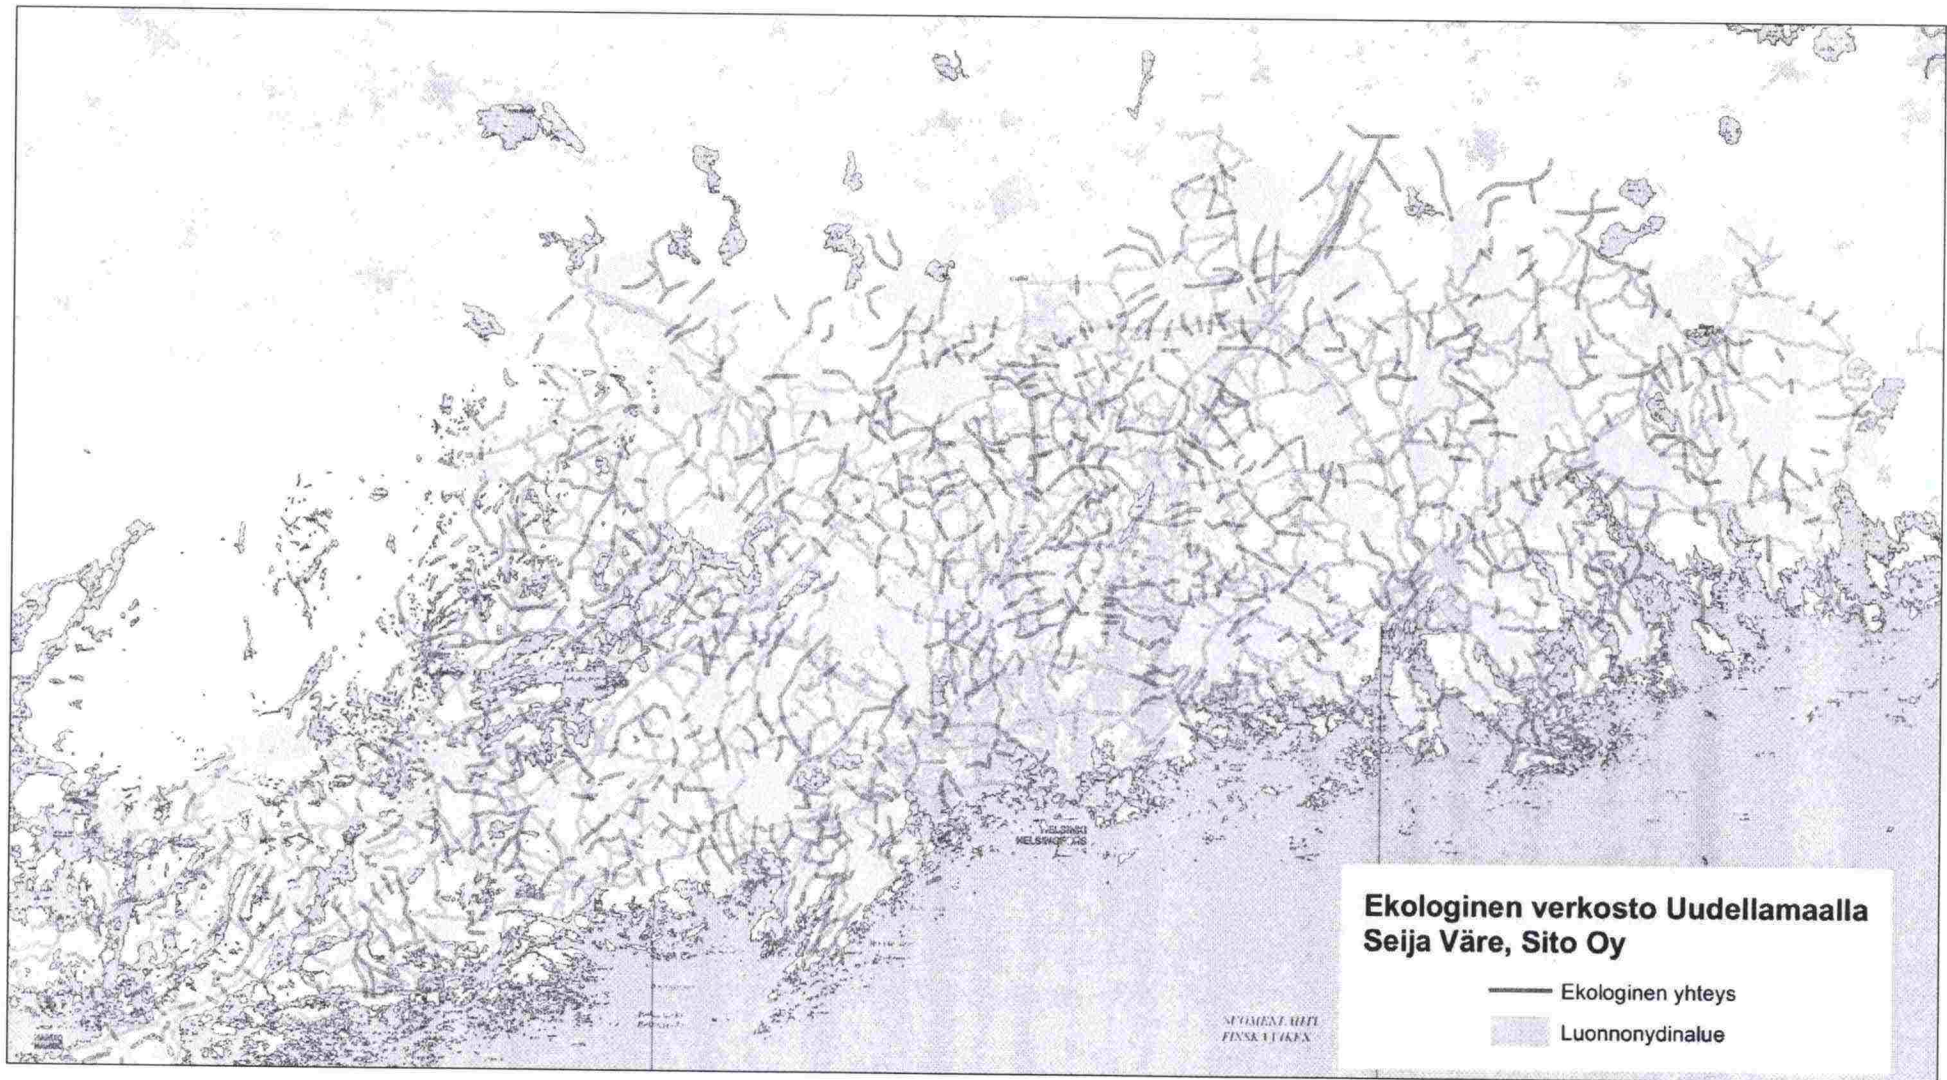 HELSINKI
HELSINGFORS
SUOMENLAHTI
FINSKA VIKEN
Ekologinen verkosto Uudellamaalla
Seija Väre, Sito Oy
Ekologinen yhteys
Luonnonydinalue